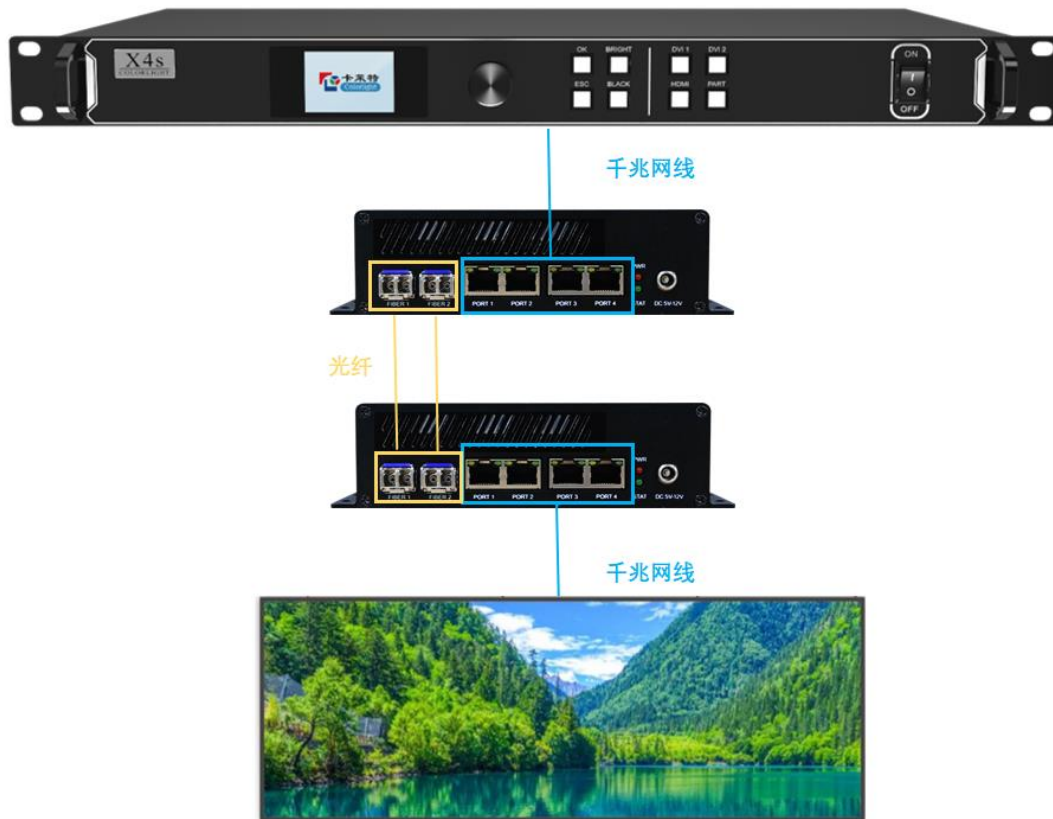 X4s
COLORLIGHT
卡莱特
Colorlight
OK BRIGHT
ESC BLACK
DVI 1 DVI 2
HDMI PART
ON
OFF
千兆网线
FIBER 1 FIBER 2
PORT 1 PORT 2 PORT 3 PORT 4
PWR
STAT
DC 5V-12V
光纤
FIBER 1 FIBER 2
PORT 1 PORT 2 PORT 3 PORT 4
PWR
STAT
DC 5V-12V
千兆网线